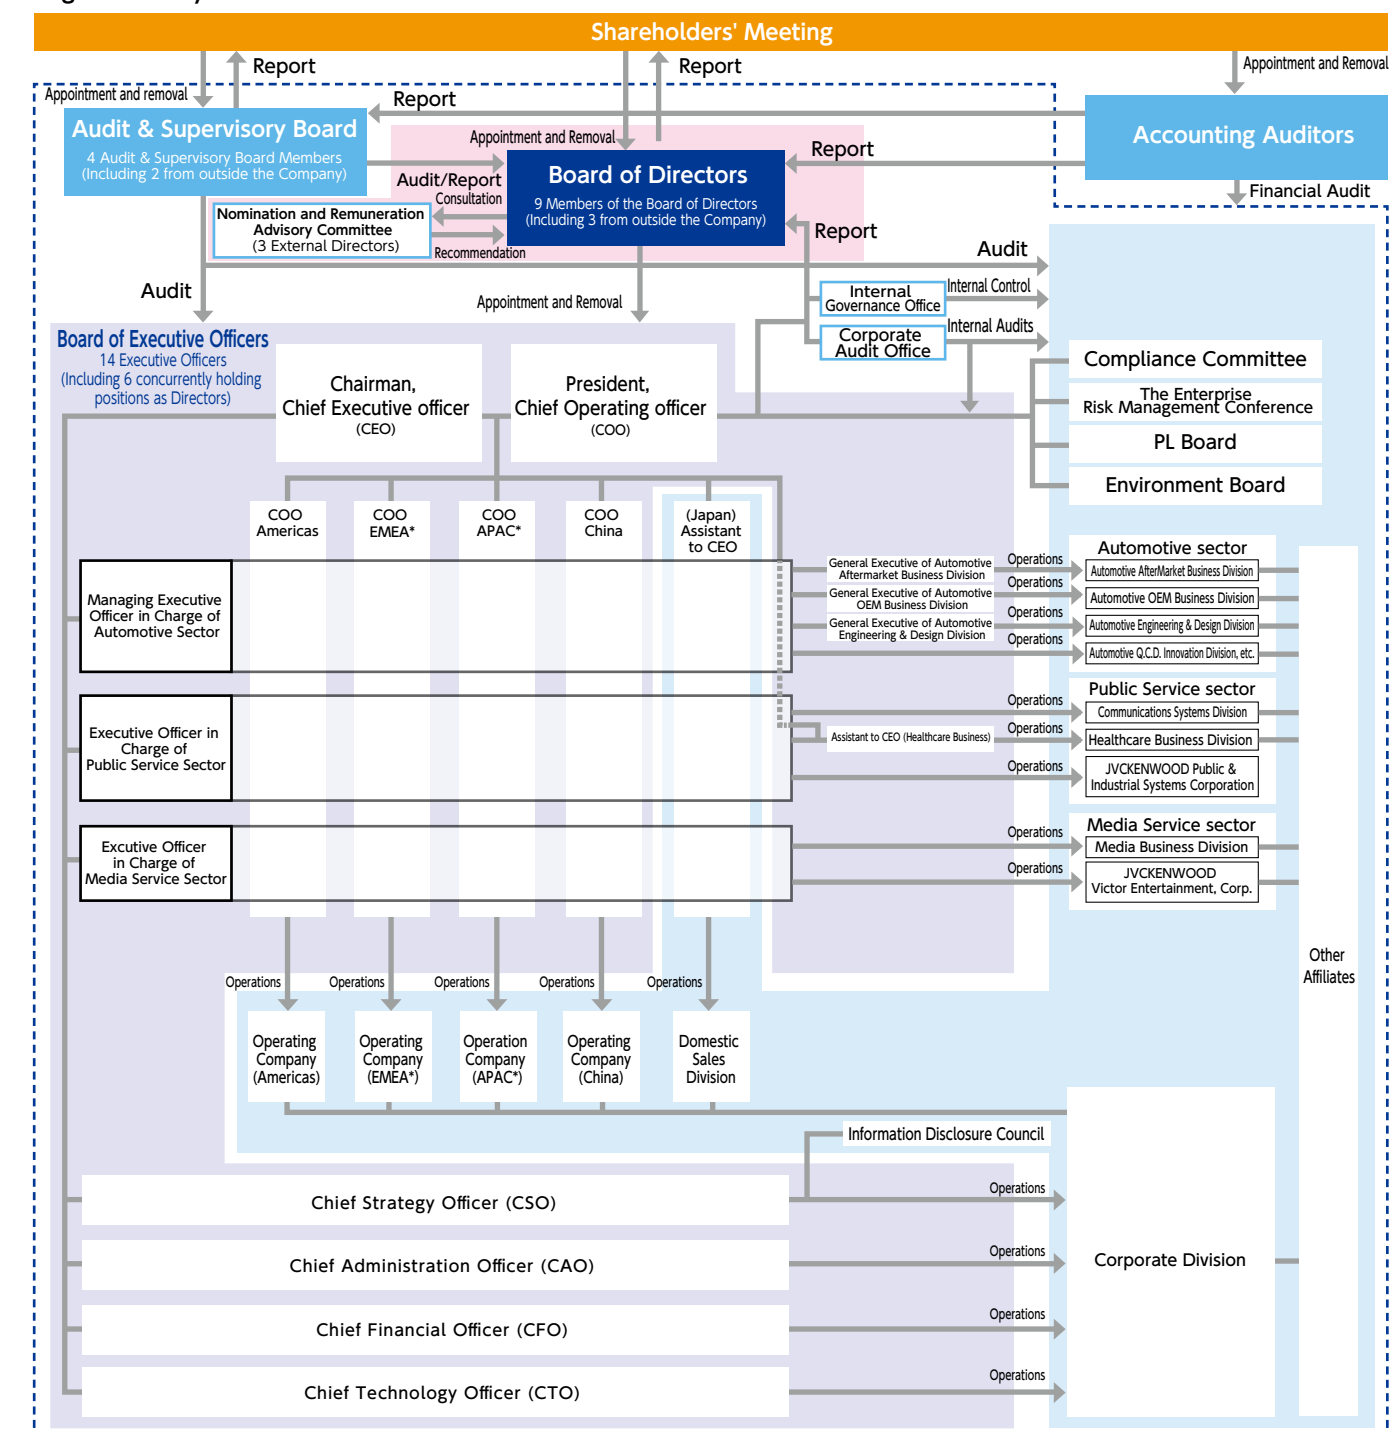 Shareholders' Meeting
Report
Report
Appointment and Removal
Appointment and removal
Report
Audit & Supervisory Board
4 Audit & Supervisory Board Members
(Including 2 from outside the Company)
Appointment and Removal
Accounting Auditors
Report
Board of Directors
9 Members of the Board of Directors
(Including 3 from outside the Company)
Audit/Report
Consultation
Financial Audit
Nomination and Remuneration
Advisory Committee
(3 External Directors)
Recommendation
Report
Audit
Audit
Appointment and Removal
Internal
Governance Office
Internal Control
Corporate
Audit Office
Internal Audits
Board of Executive Officers
14 Executive Officers
(Including 6 concurrently holding
positions as Directors)
Chairman,
Chief Executive officer
(CEO)
President,
Chief Operating officer
(COO)
Compliance Committee
The Enterprise
Risk Management Conference
PL Board
Environment Board
COO
Americas
COO
EMEA*
COO
APAC*
COO
China
(Japan)
Assistant
to CEO
Managing Executive
Officer in Charge of
Automotive Sector
General Executive of Automotive
Aftermarket Business Division
General Executive of Automotive
OEM Business Division
General Executive of Automotive
Engineering & Design Division
Operations
Operations
Operations
Operations
Automotive sector
Automotive AfterMarket Business Division
Automotive OEM Business Division
Automotive Engineering & Design Division
Automotive Q.C.D. Innovation Division, etc.
Executive Officer in
Charge of
Public Service Sector
Assistant to CEO (Healthcare Business)
Operations
Operations
Operations
Public Service sector
Communications Systems Division
Healthcare Business Division
JVCKENWOOD Public &
Industrial Systems Corporation
Excutive Officer
in Charge of
Media Service Sector
Operations
Operations
Media Service sector
Media Business Division
JVCKENWOOD
Victor Entertainment, Corp.
Other
Affiliates
Operations
Operations
Operations
Operations
Operations
Operating
Company
(Americas)
Operating
Company
(EMEA*)
Operation
Company
(APAC*)
Operating
Company
(China)
Domestic
Sales
Division
Information Disclosure Council
Chief Strategy Officer (CSO)
Operations
Chief Administration Officer (CAO)
Operations
Corporate Division
Chief Financial Officer (CFO)
Operations
Chief Technology Officer (CTO)
Operations